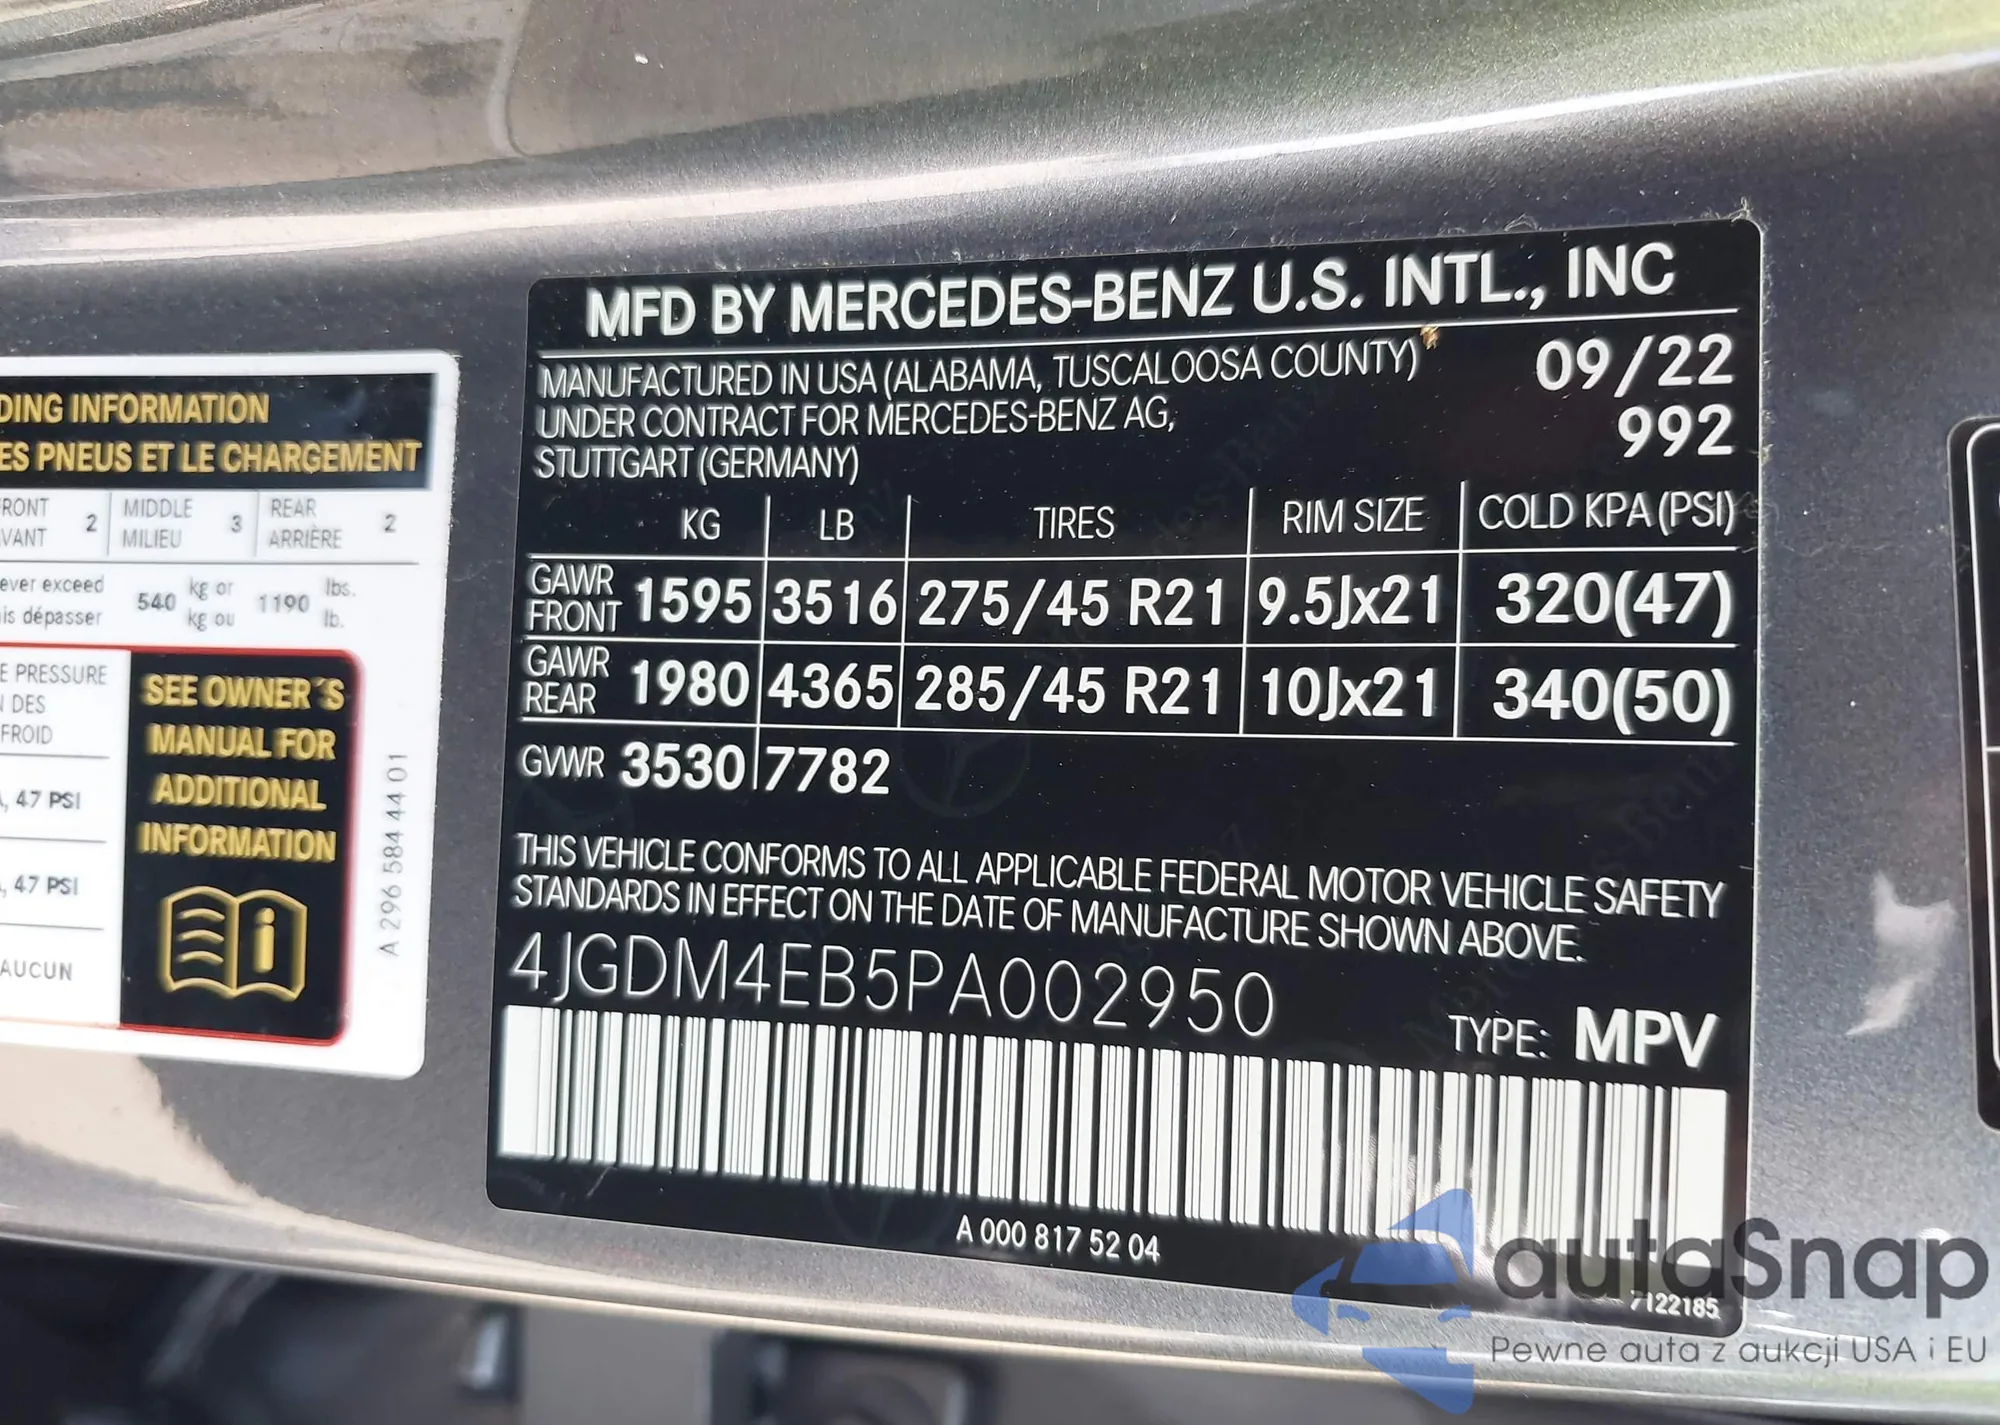 DING INFORMATION
ES PNEUS ET LE CHARGEMENT
RONT
VANT
2
MIDDLE
MILIEU
3
REAR
ARRIÈRE
2
ever exceed
is dépasser
540
kg or
kg ou
1190
lbs.
lb.
E PRESSURE
DES
FROID
, 47 PSI
, 47 PSI
AUCUN
SEE OWNER´S
MANUAL FOR
ADDITIONAL
INFORMATION
A 296 584 44 01
MFD BY MERCEDES-BENZ U.S. INTL., INC
MANUFACTURED IN USA (ALABAMA, TUSCALOOSA COUNTY) 09/22
UNDER CONTRACT FOR MERCEDES-BENZ AG, 992
STUTTGART (GERMANY)
KG LB TIRES RIM SIZE COLD KPA (PSI)
GAWR FRONT 1595 3516 275/45 R21 9.5Jx21 320(47)
GAWR REAR 1980 4365 285/45 R21 10Jx21 340(50)
GVWR 3530 7782
THIS VEHICLE CONFORMS TO ALL APPLICABLE FEDERAL MOTOR VEHICLE SAFETY
STANDARDS IN EFFECT ON THE DATE OF MANUFACTURE SHOWN ABOVE.
4JGDM4EB5PA002950
TYPE: MPV
A 000 817 52 04
7122185
autaSnap
Pewne auta z aukcji USA i EU